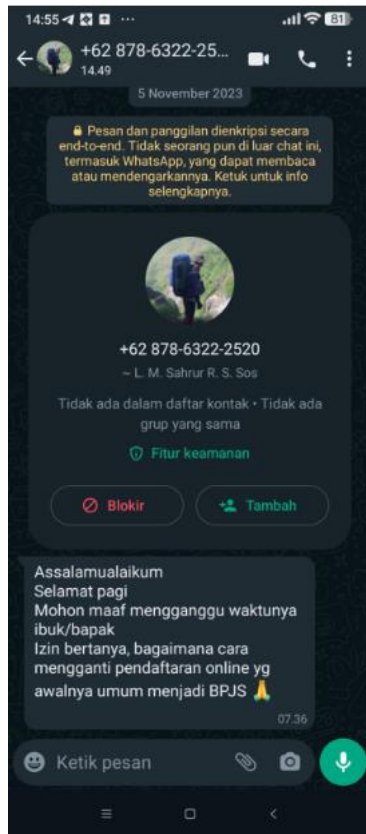 14:55
81
+62 878-6322-25...
14.49
5 November 2023
Pesan dan panggilan dienkripsi secara
end-to-end. Tidak seorang pun di luar chat ini,
termasuk WhatsApp, yang dapat membaca
atau mendengarkannya. Ketuk untuk info
selengkapnya.
+62 878-6322-2520
~ L. M. Sahrur R. S. Sos
Tidak ada dalam daftar kontak • Tidak ada
grup yang sama
Fitur keamanan
Blokir
Tambah
Assalamualaikum
Selamat pagi
Mohon maaf mengganggu waktunya
ibuk/bapak
Izin bertanya, bagaimana cara
mengganti pendaftaran online yg
awalnya umum menjadi BPJS 🙏
07.36
Ketik pesan